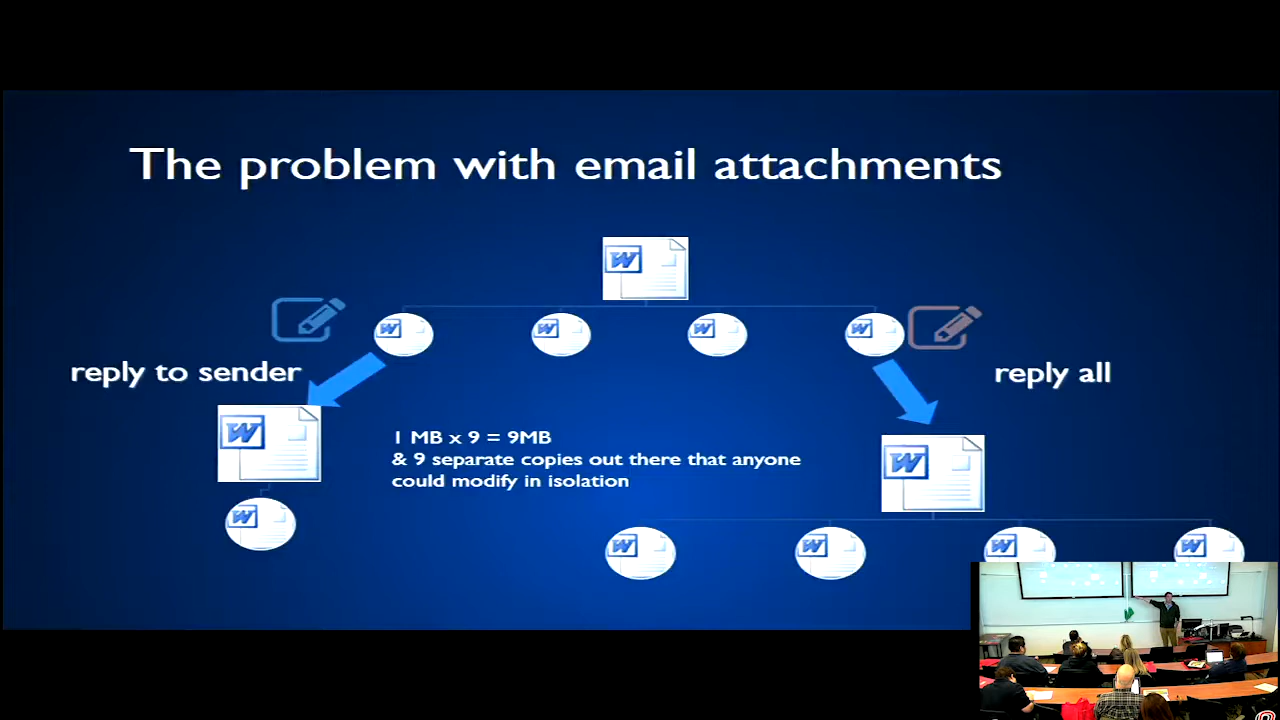 The problem with email attachments
reply to sender
reply all
1 MB x 9 = 9MB
& 9 separate copies out there that anyone
could modify in isolation